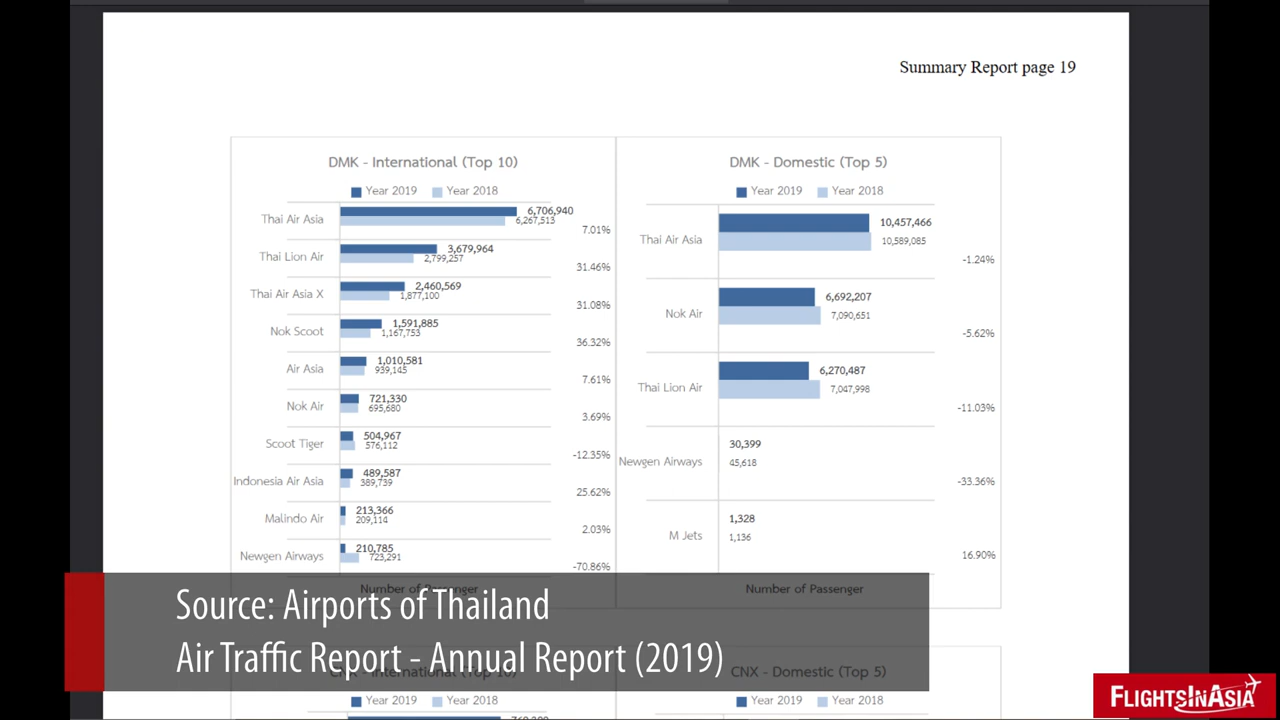 Summary Report page 19
DMK - International (Top 10)
Year 2019 Year 2018
Thai Air Asia 6,706,940
6,267,513
7.01%
Thai Lion Air 3,679,964
2,799,257
31.46%
Thai Air Asia X 2,460,569
1,877,100
31.08%
Nok Scoot 1,591,885
1,167,753
36.32%
Air Asia 1,010,581
939,145
7.61%
Nok Air 721,330
695,680
3.69%
Scoot Tiger 504,967
576,112
-12.35%
Indonesia Air Asia 489,587
389,739
25.62%
Malindo Air 213,366
209,114
2.03%
Newgen Airways 210,785
723,291
-70.86%
Number of Passenger
DMK - Domestic (Top 5)
Year 2019 Year 2018
Thai Air Asia 10,457,466
10,589,085
-1.24%
Nok Air 6,692,207
7,090,651
-5.62%
Thai Lion Air 6,270,487
7,047,998
-11.03%
Newgen Airways 30,399
45,618
-33.36%
M Jets 1,328
1,136
16.90%
Number of Passenger
Source: Airports of Thailand
Air Traffic Report - Annual Report (2019)
CNX - International (Top 10)
Year 2019 Year 2018
CNX - Domestic (Top 5)
Year 2019 Year 2018
FLIGHTSINASIA